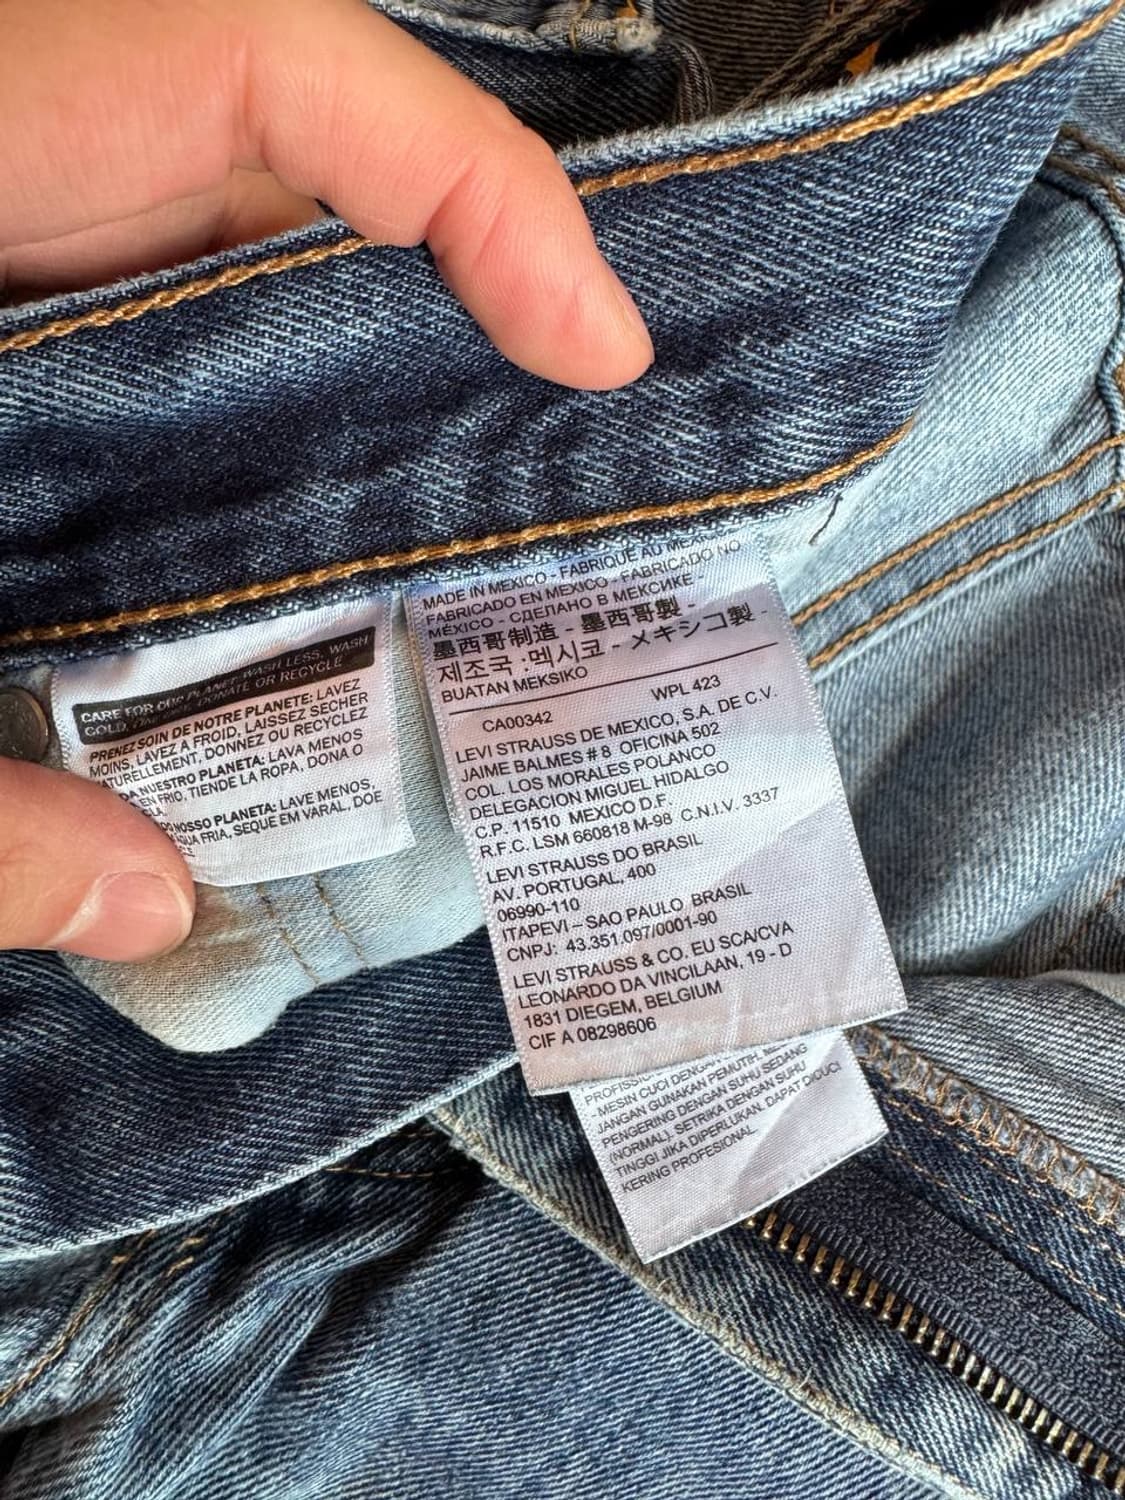 CARE FOR OUR PLANET: WASH LESS, WASH
COLD, LINE DRY, DONATE OR RECYCLE
PRENEZ SOIN DE NOTRE PLANETE: LAVEZ
MOINS, LAVEZ A FROID, LAISSEZ SECHER
NATURELLEMENT, DONNEZ OU RECYCLEZ
NUESTRO PLANETA: LAVA MENOS
EN FRIO, TIENDE LA ROPA, DONA O
NOSSO PLANETA: LAVE MENOS,
FRIA, SEQUE EM VARAL, DOE
MADE IN MEXICO - FABRIQUÉ AU
FABRICADO EN MEXICO - FABRICADO NO
MÉXICO - СДЕЛАНО В МЕКСИКЕ -
墨西哥制造 - 墨西哥製 -
제조국 :멕시코 - メキシコ製 -
BUATAN MEKSIKO
WPL 423
CA00342
LEVI STRAUSS DE MEXICO, S.A. DE C.V.
JAIME BALMES # 8 OFICINA 502
COL. LOS MORALES POLANCO
DELEGACION MIGUEL HIDALGO
C.P. 11510 MEXICO D.F.
R.F.C. LSM 660818 M-98 C.N.I.V. 3337
LEVI STRAUSS DO BRASIL
AV. PORTUGAL, 400
06990-110
ITAPEVI – SAO PAULO BRASIL
CNPJ: 43.351.097/0001-90
LEVI STRAUSS & CO. EU SCA/CVA
LEONARDO DA VINCILAAN, 19 - D
1831 DIEGEM, BELGIUM
CIF A 08298606
- MESIN CUCI DENGAN
JANGAN GUNAKAN PEMUTIH,
PENGERING DENGAN SUHU SEDANG
(NORMAL). SETRIKA DENGAN SUHU
TINGGI JIKA DIPERLUKAN. DAPAT DICUCI
KERING PROFESIONAL.